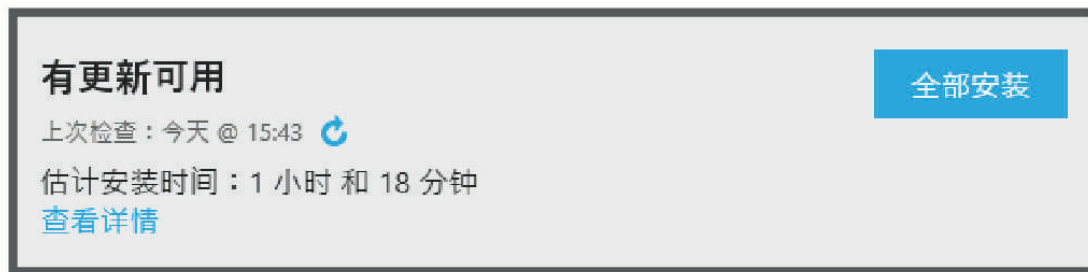 有更新可用
全部安装
上次检查：今天 @ 15:43
估计安装时间：1 小时 和 18 分钟
查看详情